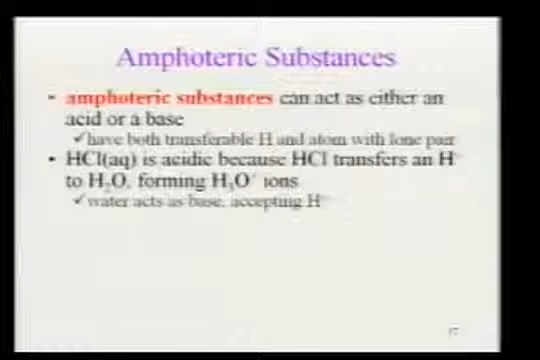 Amphoteric Substances
• amphoteric substances can act as either an
acid or a base
✓have both transferable H and atom with lone pair
• HCl(aq) is acidic because HCl transfers an H⁺
to H₂O, forming H₃O⁺ ions
✓water acts as base, accepting H⁺